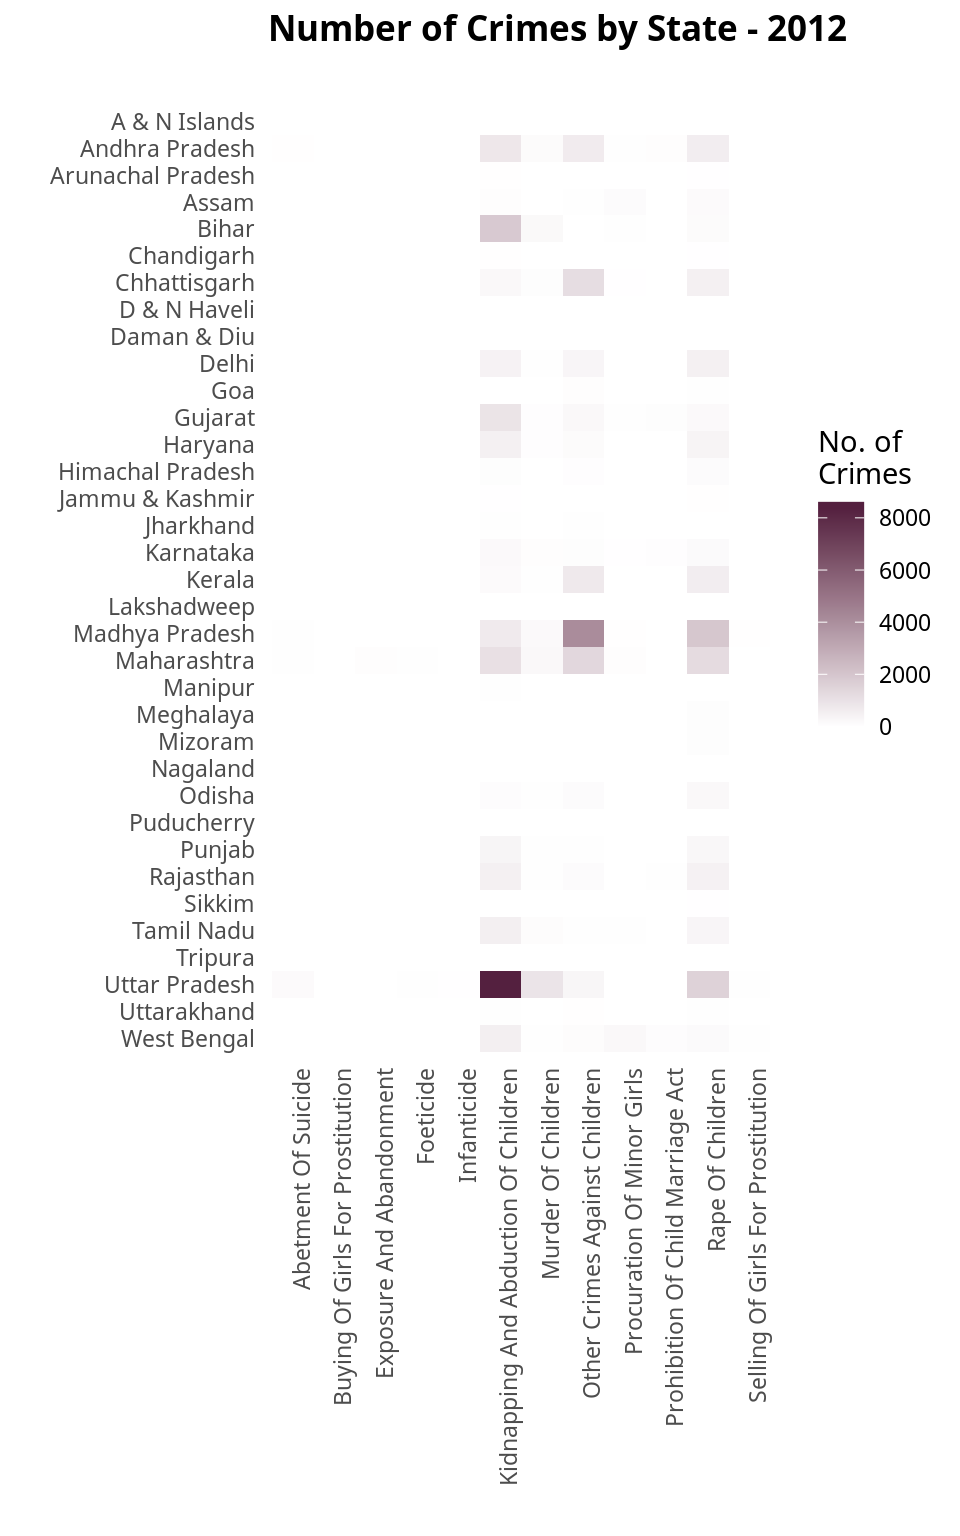 Number of Crimes by State - 2012
A & N Islands
Andhra Pradesh
Arunachal Pradesh
Assam
Bihar
Chandigarh
Chhattisgarh
D & N Haveli
Daman & Diu
Delhi
Goa
Gujarat
Haryana
Himachal Pradesh
Jammu & Kashmir
Jharkhand
Karnataka
Kerala
Lakshadweep
Madhya Pradesh
Maharashtra
Manipur
Meghalaya
Mizoram
Nagaland
Odisha
Puducherry
Punjab
Rajasthan
Sikkim
Tamil Nadu
Tripura
Uttar Pradesh
Uttarakhand
West Bengal
Abetment Of Suicide
Buying Of Girls For Prostitution
Exposure And Abandonment
Foeticide
Infanticide
Kidnapping And Abduction Of Children
Murder Of Children
Other Crimes Against Children
Procuration Of Minor Girls
Prohibition Of Child Marriage Act
Rape Of Children
Selling Of Girls For Prostitution
No. of
Crimes
8000
6000
4000
2000
0